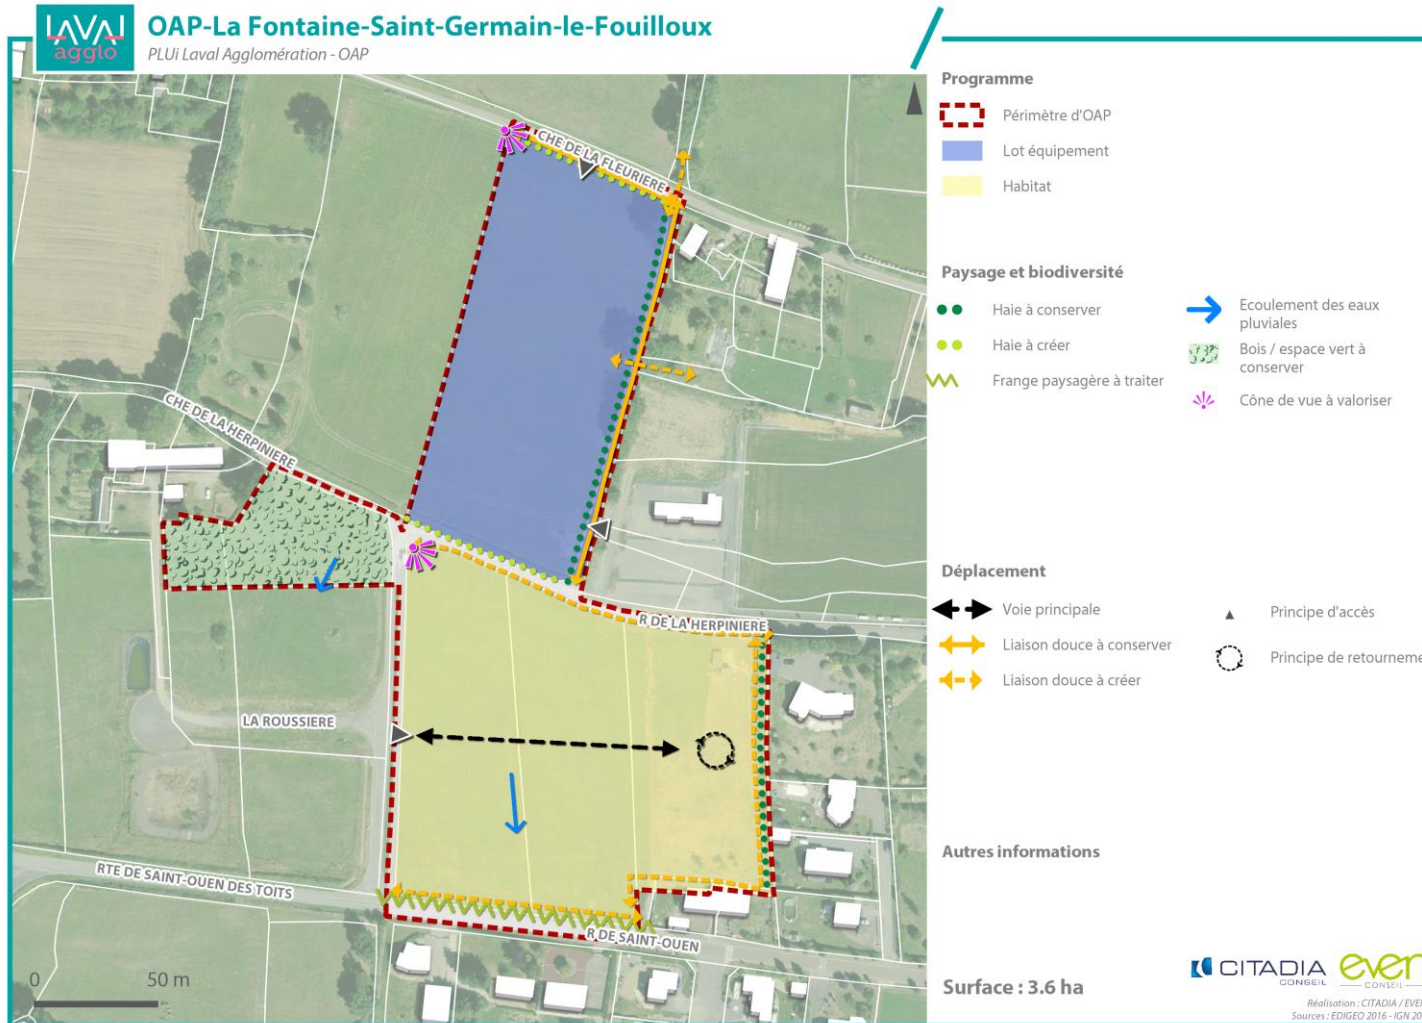 LAVAL
agglo
OAP-La Fontaine-Saint-Germain-le-Fouilloux
PLUi Laval Agglomération - OAP
CHE DE LA FLEURIERE
CHE DE LA HERPINIERE
R DE LA HERPINIERE
LA ROUSSIERE
RTE DE SAINT-OUEN DES TOITS
R DE SAINT-OUEN
0 50 m
Programme
Périmètre d'OAP
Lot équipement
Habitat
Paysage et biodiversité
Haie à conserver
Haie à créer
Frange paysagère à traiter
Ecoulement des eaux
pluviales
Bois / espace vert à
conserver
Cône de vue à valoriser
Déplacement
Voie principale
Liaison douce à conserver
Liaison douce à créer
Principe d'accès
Principe de retourneme
Autres informations
Surface : 3.6 ha
CITADIA
CONSEIL
even
CONSEIL
Réalisation : CITADIA / EVE
Sources : EDIGEO 2016 - IGN 20